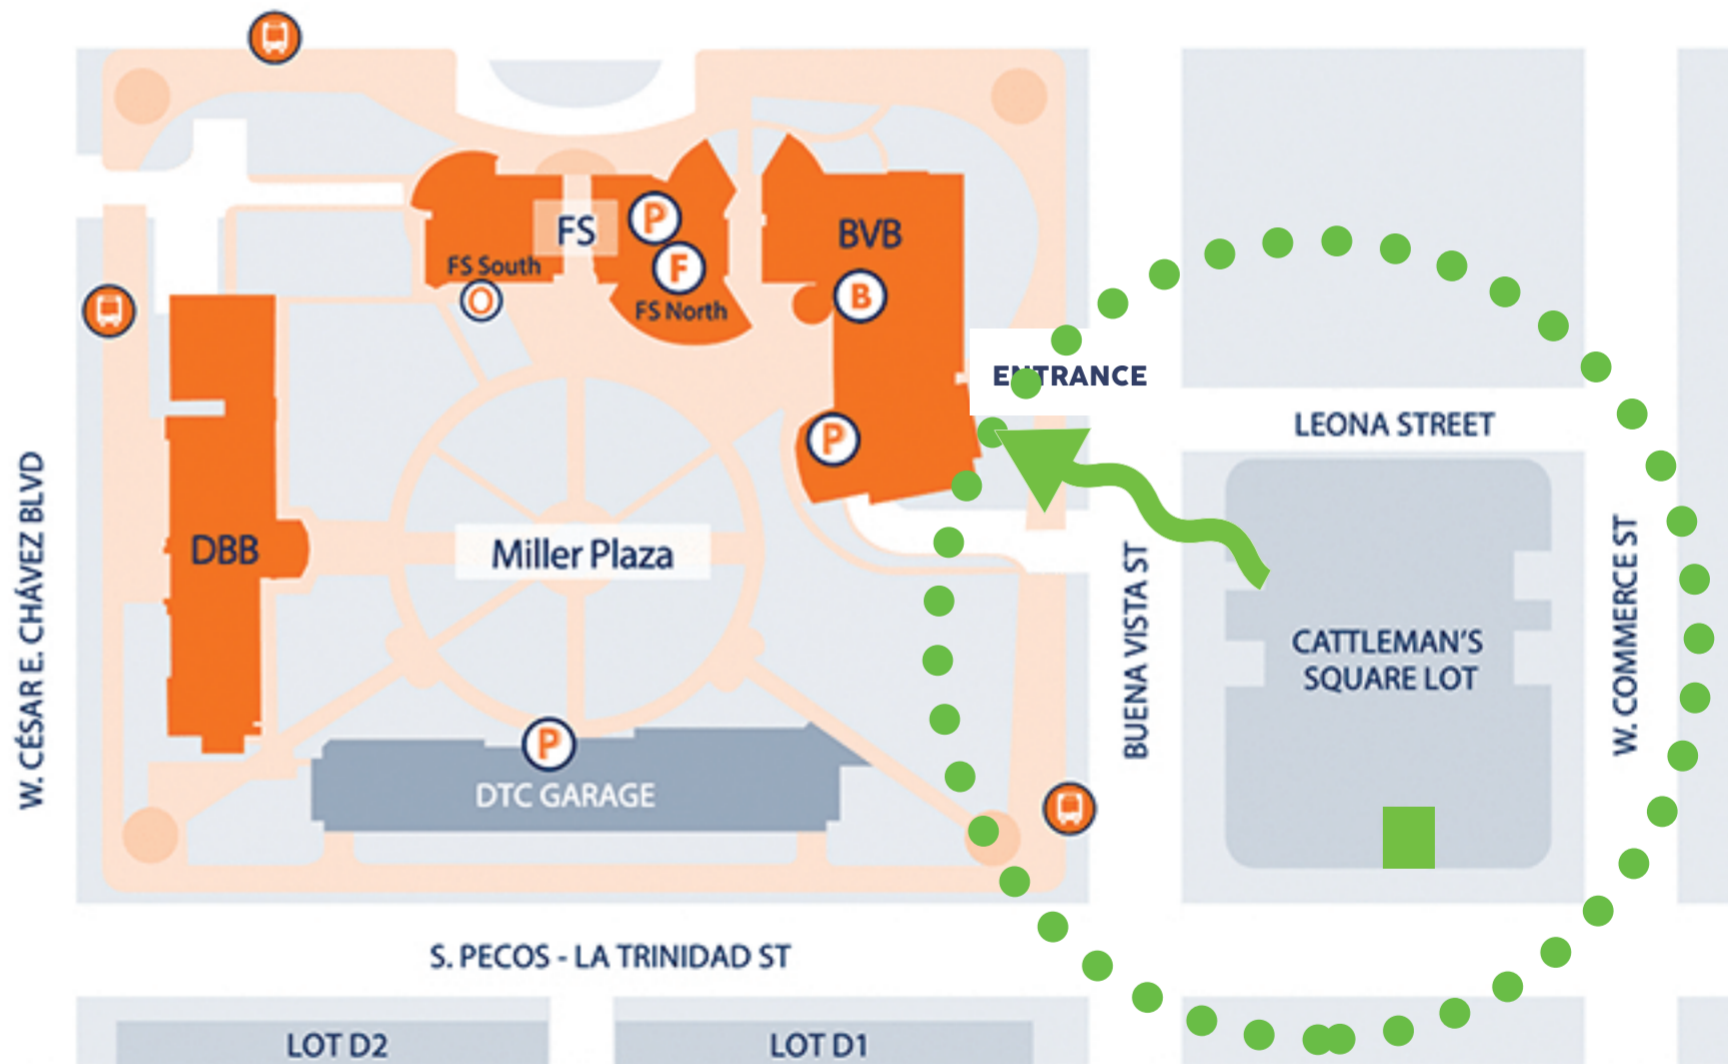 P
FS
BVB
FS South
F
O
FS North
B
ENTRANCE
P
LEONA STREET
W. CÉSAR E. CHÁVEZ BLVD
DBB
Miller Plaza
BUENA VISTA ST
CATTLEMAN'S
SQUARE LOT
W. COMMERCE ST
P
DTC GARAGE
S. PECOS - LA TRINIDAD ST
LOT D2
LOT D1